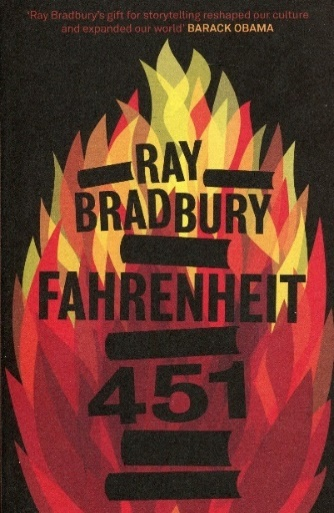 'Ray Bradbury's gift for storytelling reshaped our culture
and expanded our world' BARACK OBAMA
RAY
BRADBURY
FAHRENHEIT
451